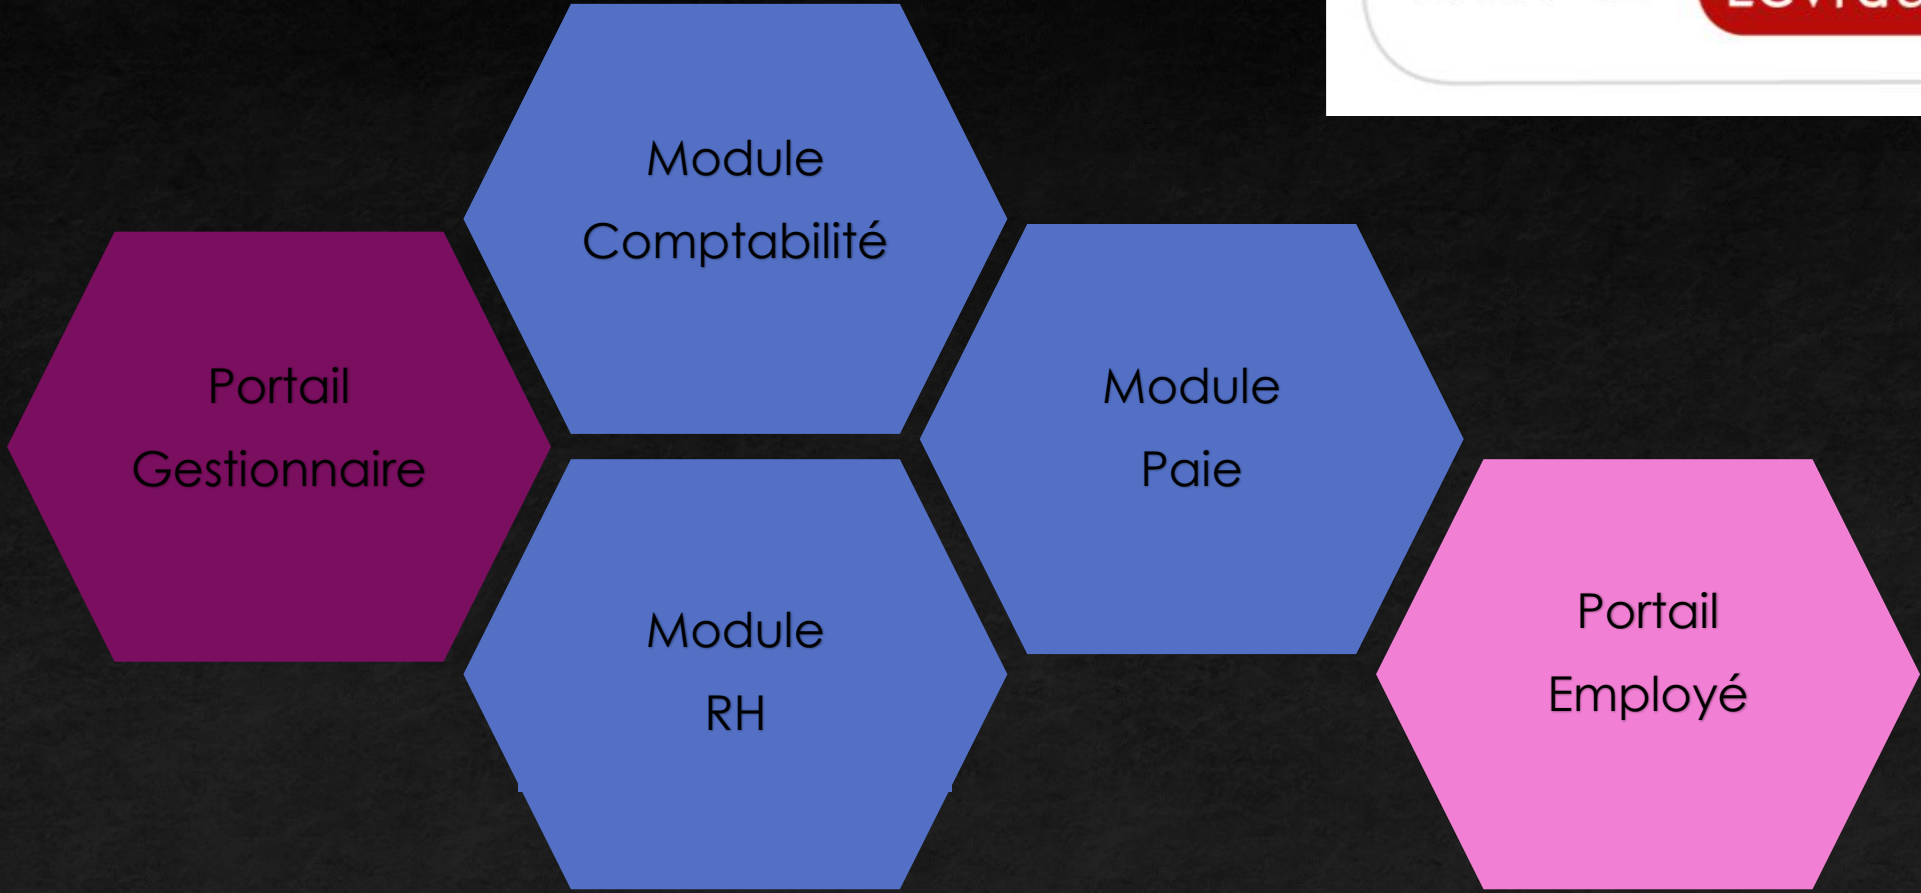 Module
Comptabilité
Portail
Gestionnaire
Module
Paie
Module
RH
Portail
Employé